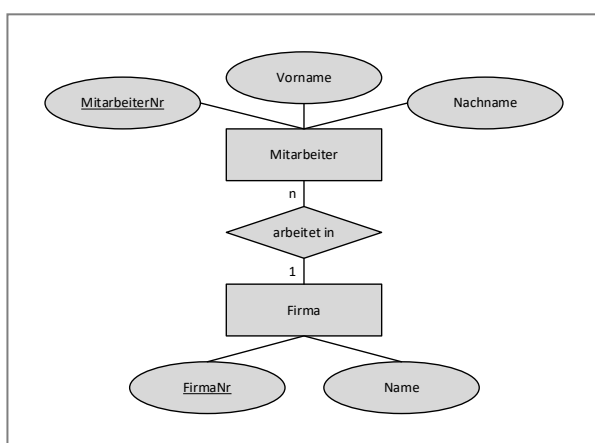 Vorname
MitarbeiterNr
Nachname
Mitarbeiter
n
arbeitet in
1
Firma
FirmaNr
Name